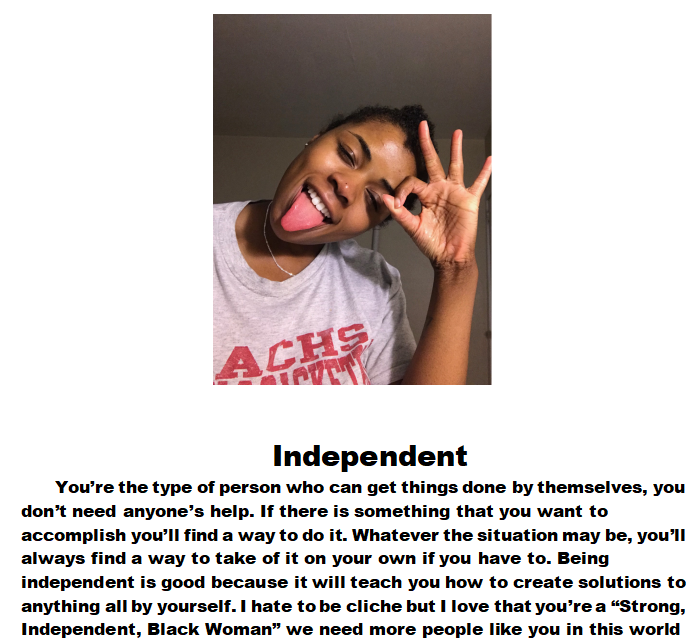 ACHS
Independent
You’re the type of person who can get things done by themselves, you
don’t need anyone’s help. If there is something that you want to
accomplish you’ll find a way to do it. Whatever the situation may be, you’ll
always find a way to take of it on your own if you have to. Being
independent is good because it will teach you how to create solutions to
anything all by yourself. I hate to be cliche but I love that you’re a “Strong,
Independent, Black Woman” we need more people like you in this world